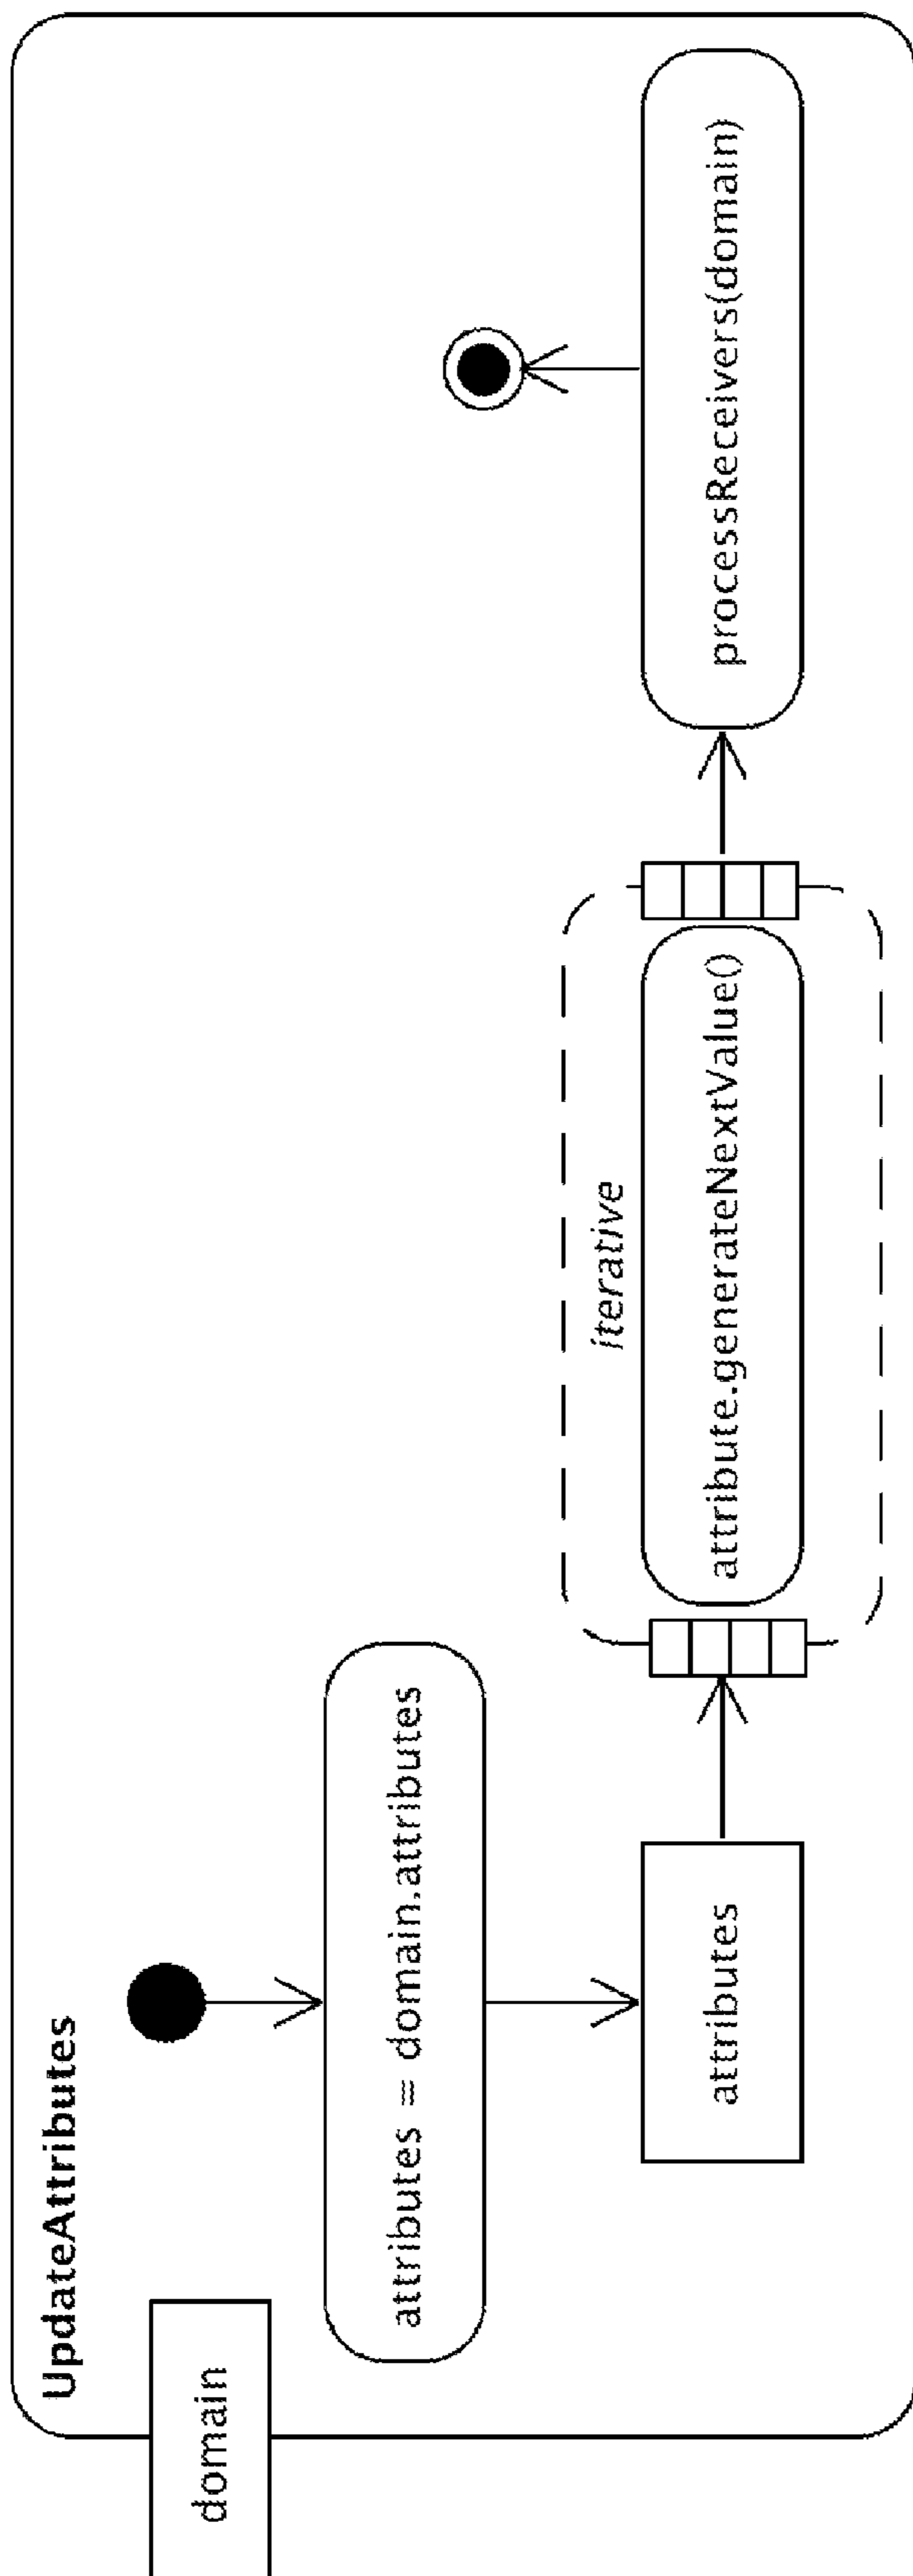 UpdateAttributes
domain
attributes = domain.attributes
attributes
iterative
attribute.generateNextValue()
processReceivers(domain)